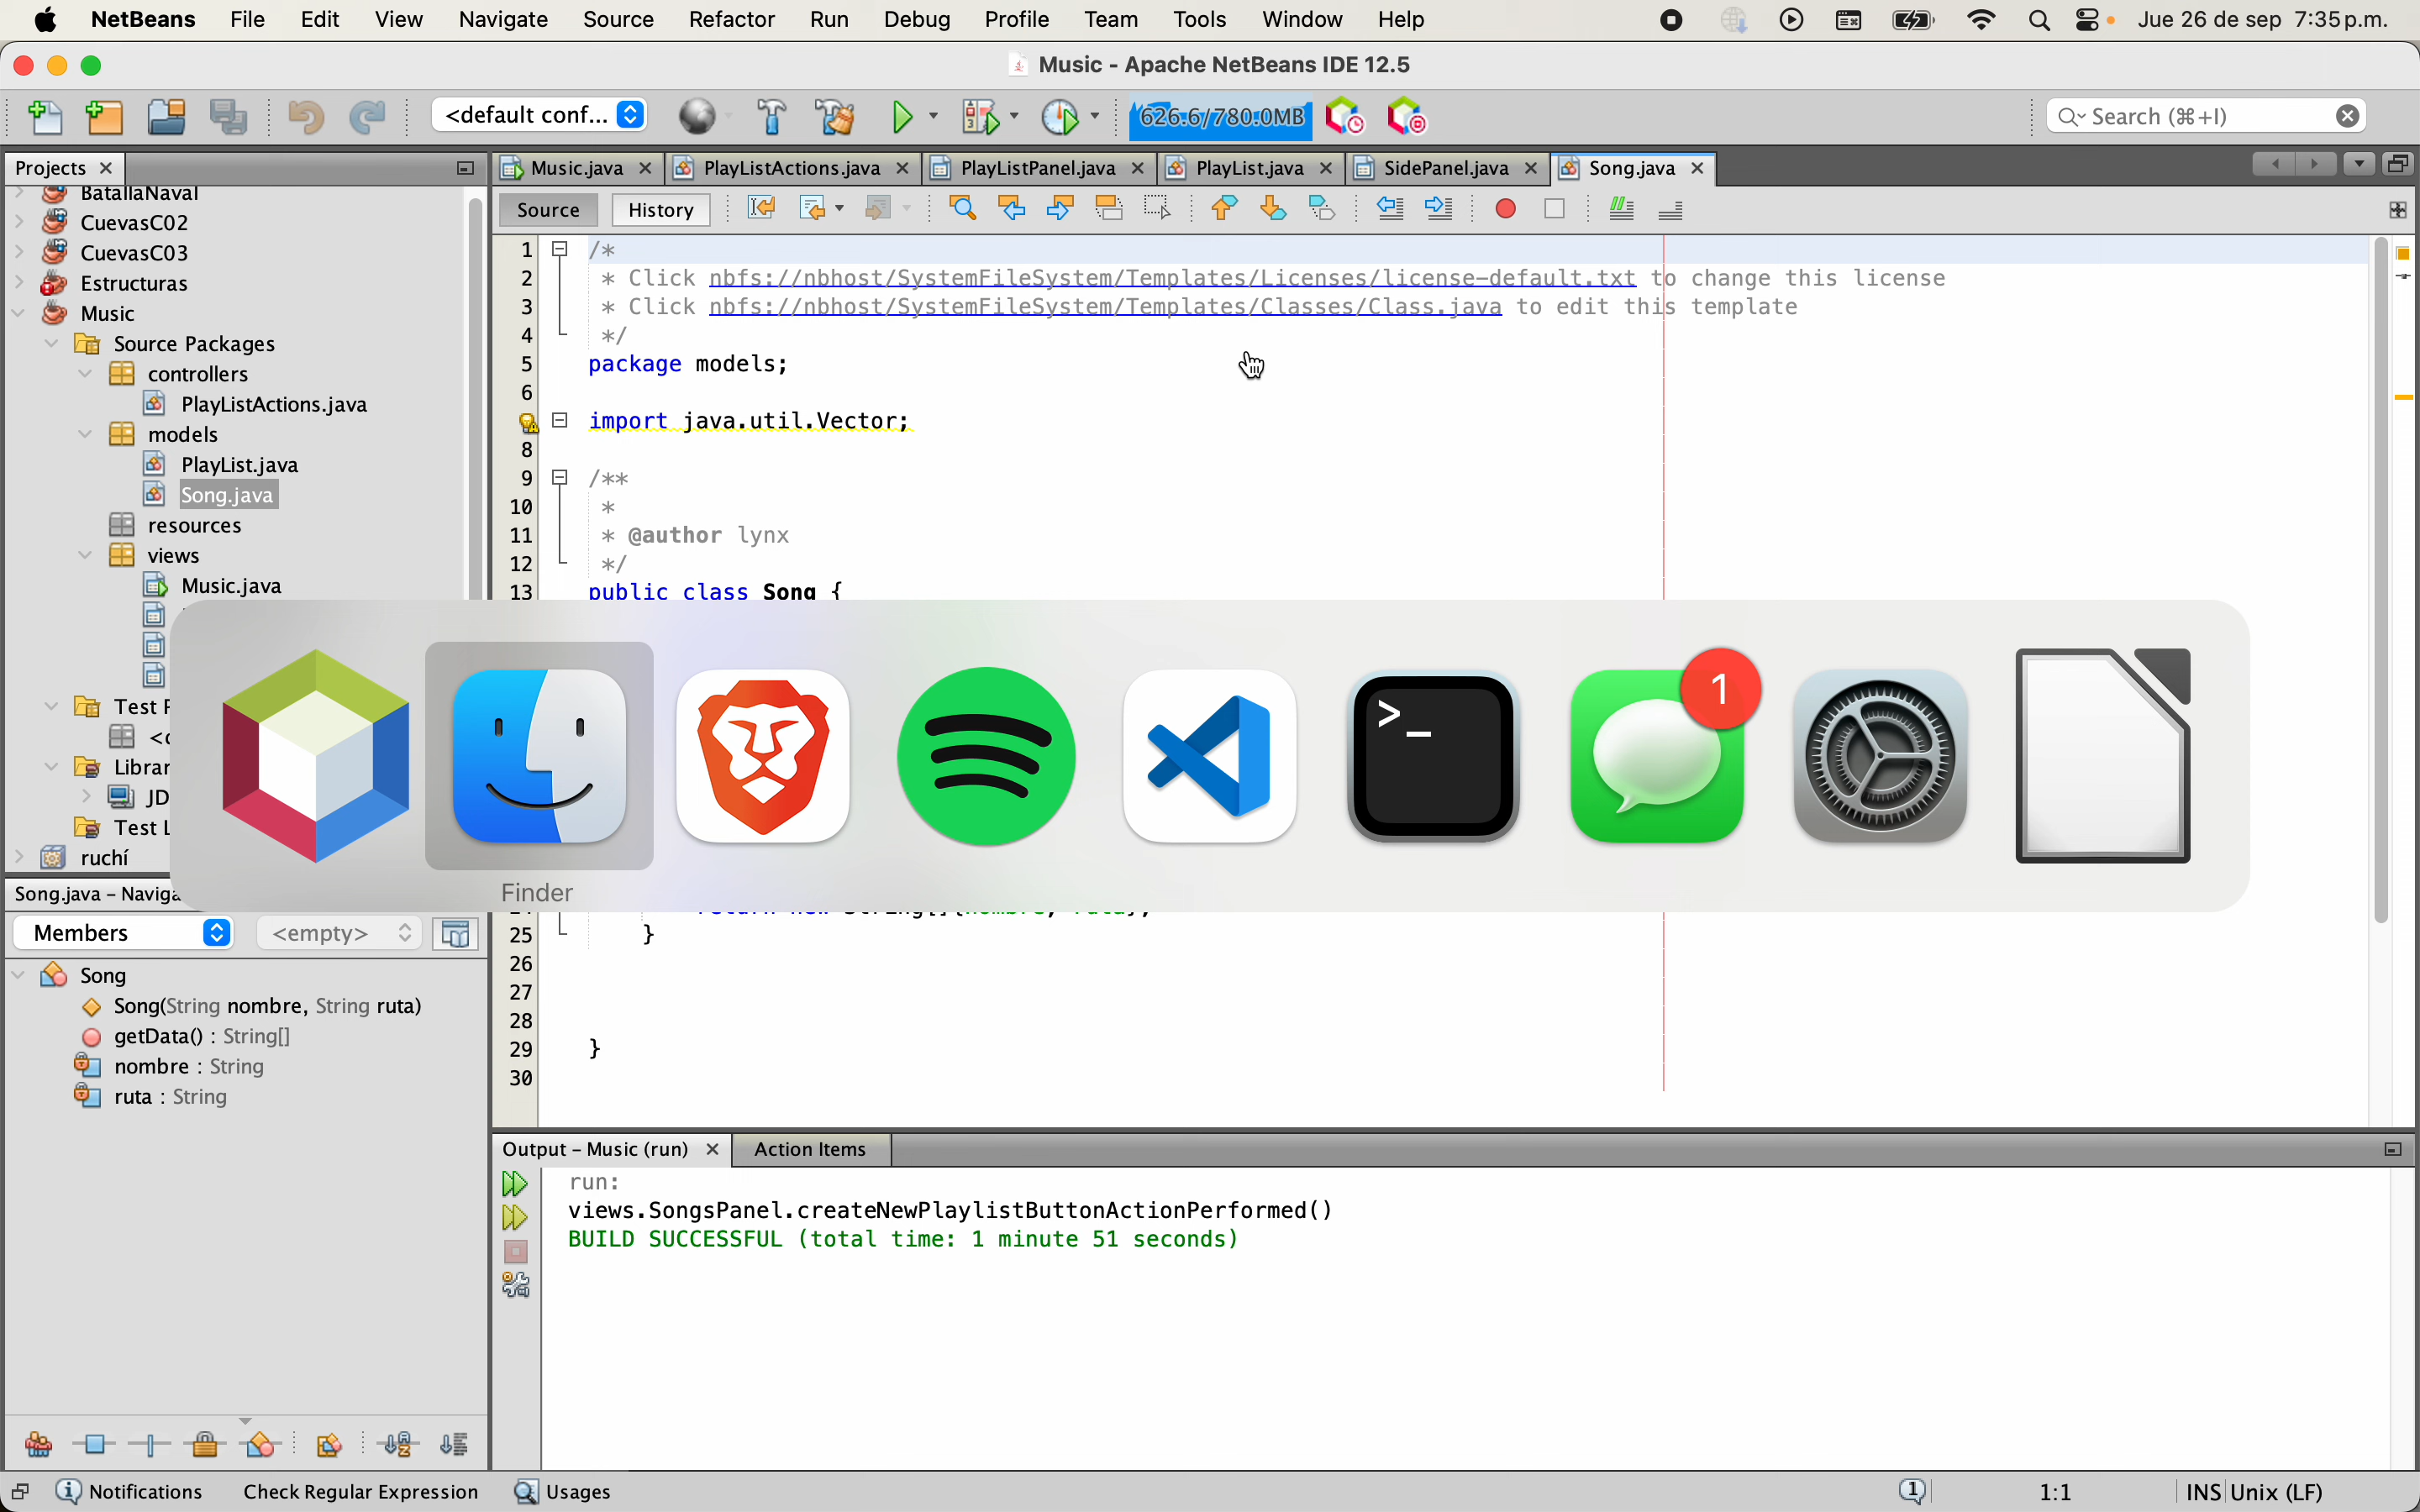 NetBeans File Edit View Navigate Source Refactor Run Debug Profile Team Tools Window Help Jue 26 de sep 7:35 p.m.
Music - Apache NetBeans IDE 12.5
<default conf... 626.6/780.0MB Search (⌘+I)
Projects Music.java PlayListActions.java PlayListPanel.java PlayList.java SidePanel.java Song.java
Source History
BatallaNaval
CuevasC02
CuevasC03
Estructuras
Music
Source Packages
controllers
PlayListActions.java
models
PlayList.java
Song.java
resources
views
Music.java
Test
Librar
JD
Test L
ruchí
1 /*
2 * Click nbfs://nbhost/SystemFileSystem/Templates/Licenses/license-default.txt to change this license
3 * Click nbfs://nbhost/SystemFileSystem/Templates/Classes/Class.java to edit this template
4 */
5 package models;
6
import java.util.Vector;
8
9 /**
10 *
11 * @author lynx
12 */
13 public class Song {
1
Finder
25 }
26
27
28
29 }
30
Song.java - Naviga
Members <empty>
Song
Song(String nombre, String ruta)
getData() : String[]
nombre : String
ruta : String
Output - Music (run) Action Items
run:
views.SongsPanel.createNewPlaylistButtonActionPerformed()
BUILD SUCCESSFUL (total time: 1 minute 51 seconds)
Notifications Check Regular Expression Usages 1 1:1 INS Unix (LF)